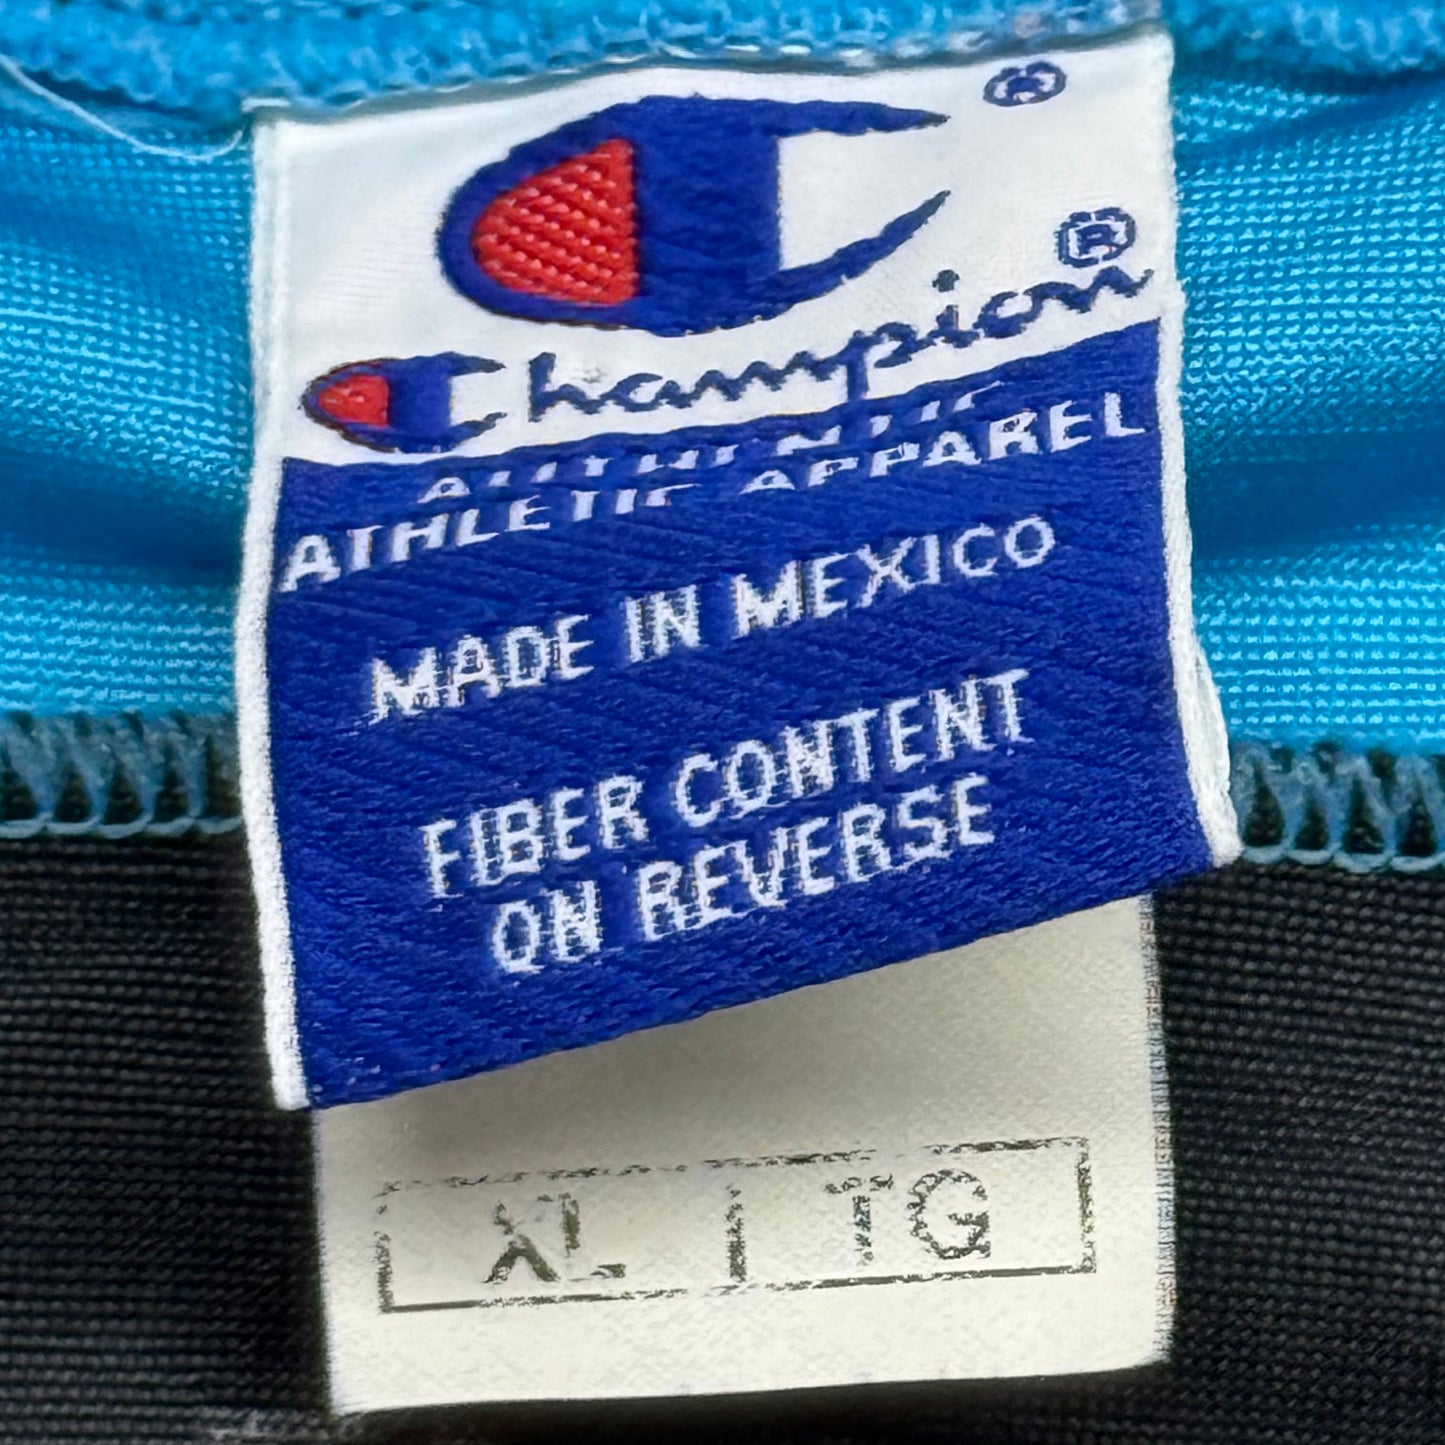 ®
Champion®
AUTHENTIC
ATHLETIC APPAREL
MADE IN MEXICO
FIBER CONTENT
ON REVERSE
XL | TG